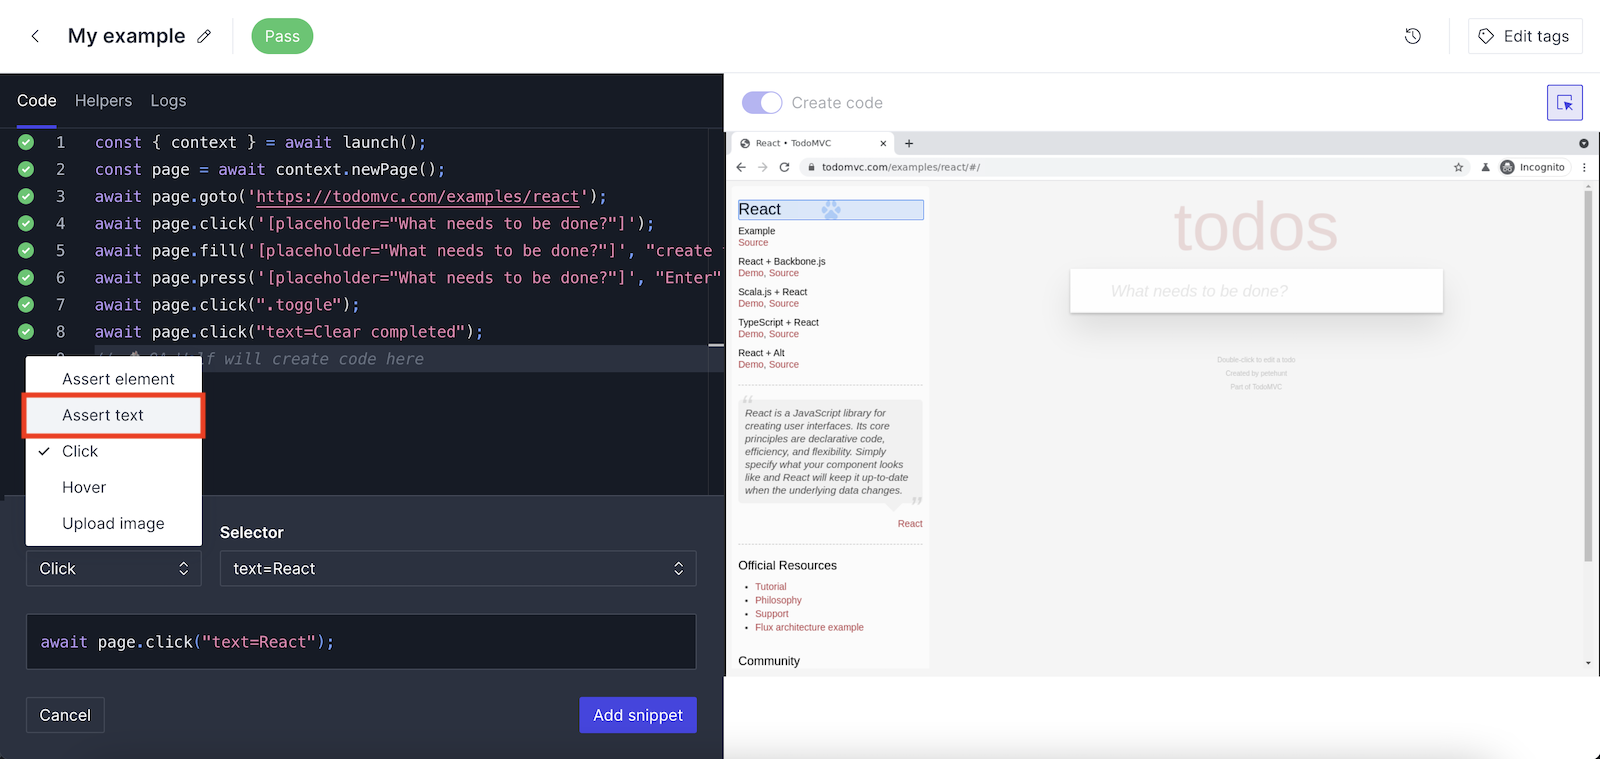 My example
Pass
Edit tags
Code Helpers Logs
1 const { context } = await launch();
2 const page = await context.newPage();
3 await page.goto('https://todomvc.com/examples/react');
4 await page.click('[placeholder="What needs to be done?"]');
5 await page.fill('[placeholder="What needs to be done?"]', "create
6 await page.press('[placeholder="What needs to be done?"]', "Enter"
7 await page.click(".toggle");
8 await page.click("text=Clear completed");
will create code here
Assert element
Assert text
Click
Hover
Upload image
Selector
Click
text=React
await page.click("text=React");
Cancel
Add snippet
Create code
React • TodoMVC
todomvc.com/examples/react/#/
Incognito
React
Example
Source
React + Backbone.js
Demo, Source
Scala.js + React
Demo, Source
TypeScript + React
Demo, Source
React + Alt
Demo, Source
“
React is a JavaScript library for
creating user interfaces. Its core
principles are declarative code,
efficiency, and flexibility. Simply
specify what your component looks
like and React will keep it up-to-date
when the underlying data changes.
”
React
Official Resources
• Tutorial
• Philosophy
• Support
• Flux architecture example
Community
todos
What needs to be done?
Double-click to edit a todo
Created by petehunt
Part of TodoMVC